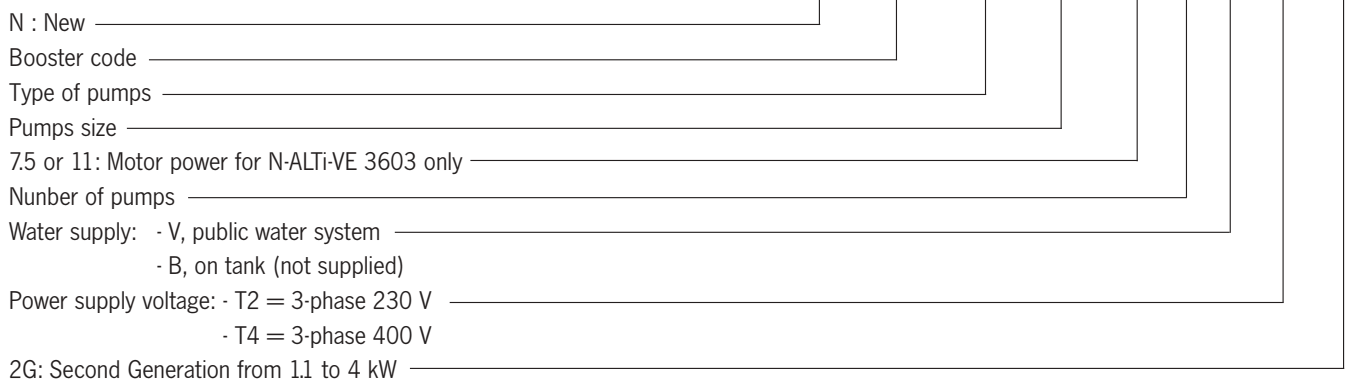 N : New
Booster code
Type of pumps
Pumps size
7.5 or 11: Motor power for N-ALTi-VE 3603 only
Nunber of pumps
Water supply: - V, public water system
- B, on tank (not supplied)
Power supply voltage: - T2 = 3-phase 230 V
- T4 = 3-phase 400 V
2G: Second Generation from 1.1 to 4 kW